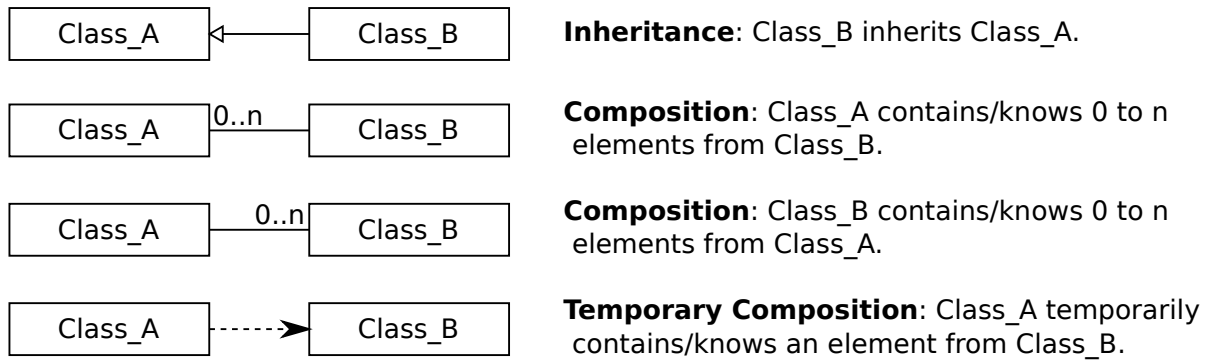 Class_A
Class_B
Inheritance: Class_B inherits Class_A.
Class_A
0..n
Class_B
Composition: Class_A contains/knows 0 to n
elements from Class_B.
Class_A
0..n
Class_B
Composition: Class_B contains/knows 0 to n
elements from Class_A.
Class_A
Class_B
Temporary Composition: Class_A temporarily
contains/knows an element from Class_B.